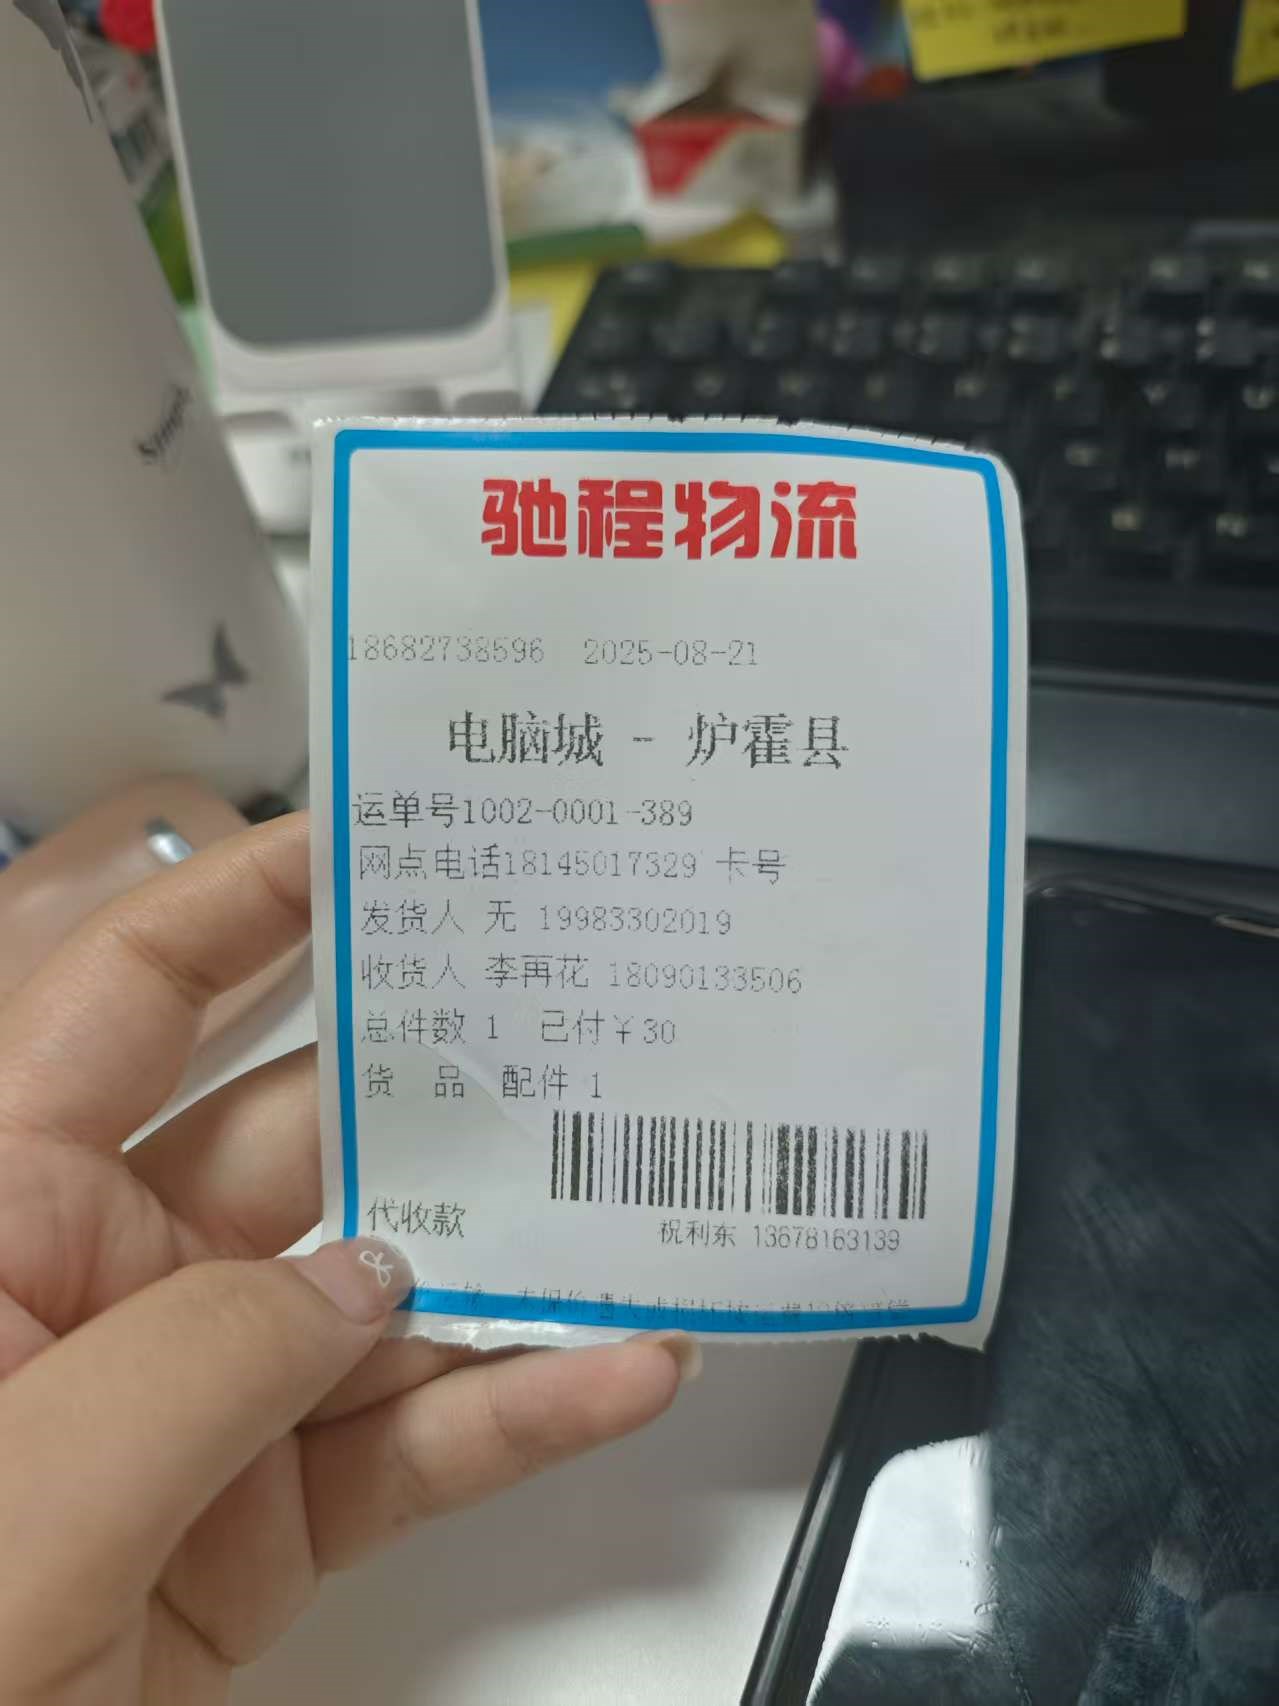 驰程物流
18682738596 2025-08-21
电脑城 - 炉霍县
运单号1002-0001-389
网点电话18145017329 卡号
发货人 无 19983302019
收货人 李再花 18090133506
总件数 1 已付￥30
货 品 配件 1
代收款
祝利东 13678163139